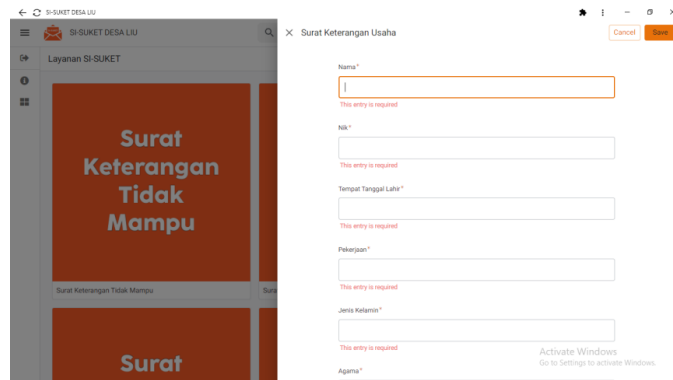 SI-SUKET DESA LIU
SI-SUKET DESA LIU
Surat Keterangan Usaha
Cancel
Save
Layanan SI-SUKET
Surat
Keterangan
Tidak
Mampu
Surat Keterangan Tidak Mampu
Sura
Surat
Nama*
This entry is required
Nik*
This entry is required
Tempat Tanggal Lahir*
This entry is required
Pekerjaan*
This entry is required
Jenis Kelamin*
This entry is required
Agama*
Activate Windows
Go to Settings to activate Windows.